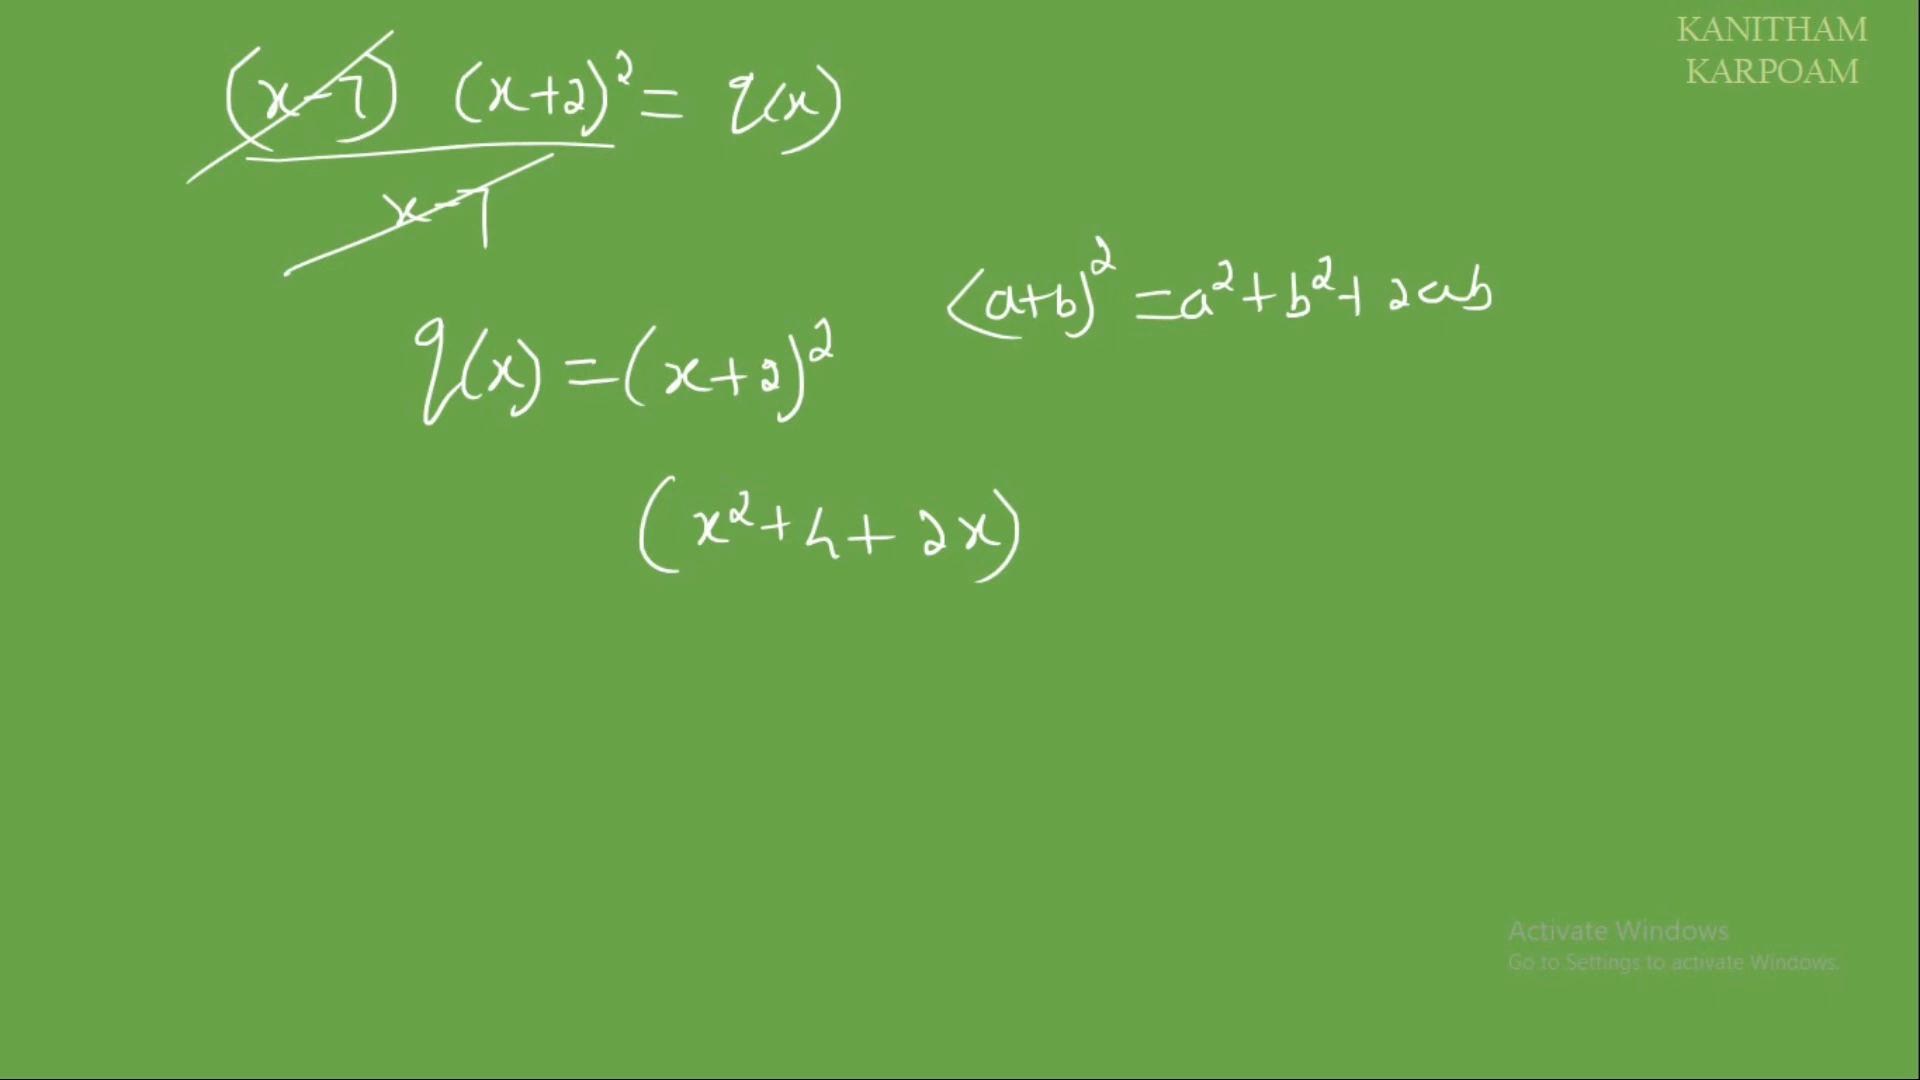 KANITHAM
KARPOAM
(x-7) (x+2)² = q(x)
x-7
(a+b)² = a²+b²+2ab
q(x) = (x+2)²
(x²+4+2x)
Activate Windows
Go to Settings to activate Windows.